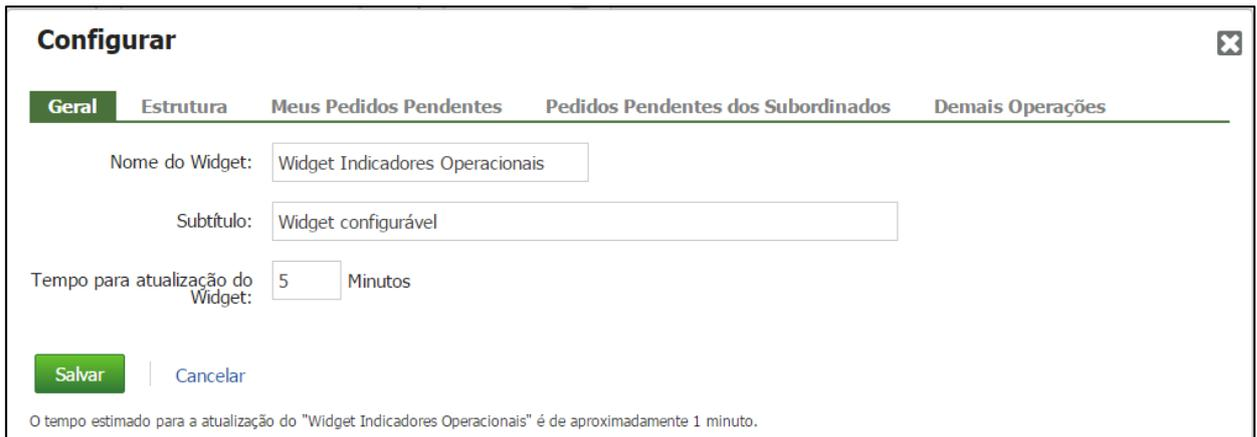 Configurar
Geral Estrutura Meus Pedidos Pendentes Pedidos Pendentes dos Subordinados Demais Operações
Nome do Widget: Widget Indicadores Operacionais
Subtítulo: Widget configurável
Tempo para atualização do
Widget: 5 Minutos
Salvar Cancelar
O tempo estimado para a atualização do "Widget Indicadores Operacionais" é de aproximadamente 1 minuto.